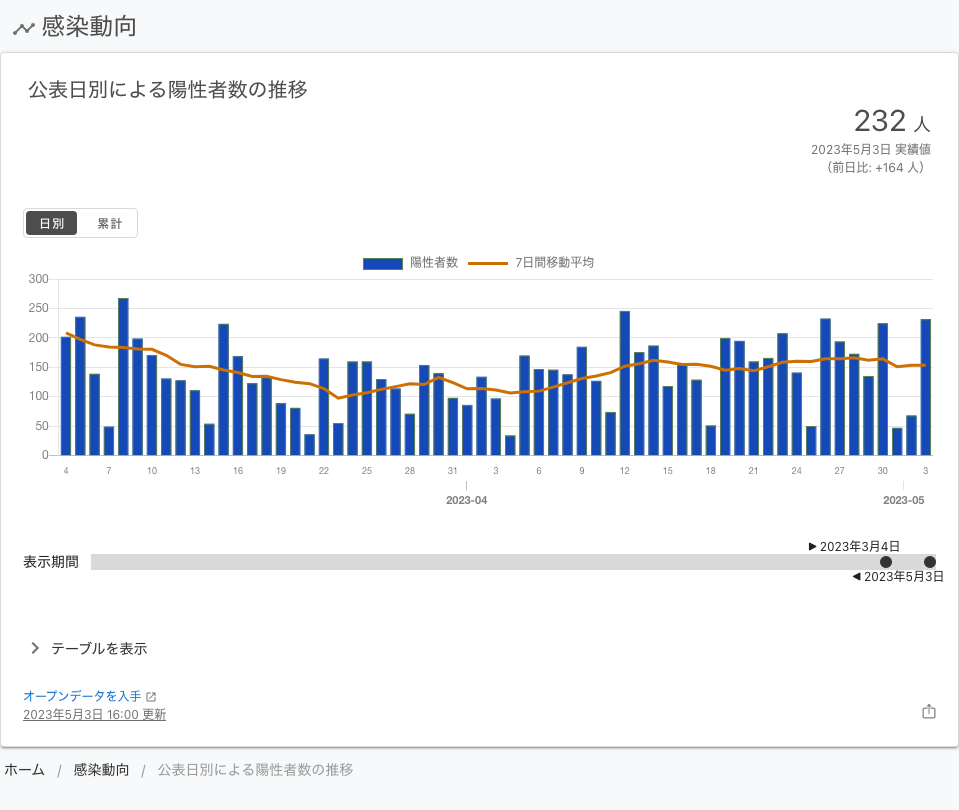 感染動向
公表日別による陽性者数の推移
232 人
2023年5月3日 実績値
（前日比: +164 人）
日別 累計
陽性者数 7日間移動平均
300
250
200
150
100
50
0
4 7 10 13 16 19 22 25 28 31 3 6 9 12 15 18 21 24 27 30 3
2023-04 2023-05
▶ 2023年3月4日
表示期間
◀ 2023年5月3日
テーブルを表示
オープンデータを入手
2023年5月3日 16:00 更新
ホーム / 感染動向 / 公表日別による陽性者数の推移